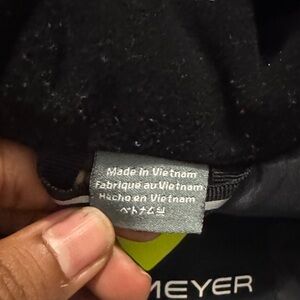 Made in Vietnam
Fabriqué au Vietnam
Hecho en Vietnam
ベトナム製
MEYER